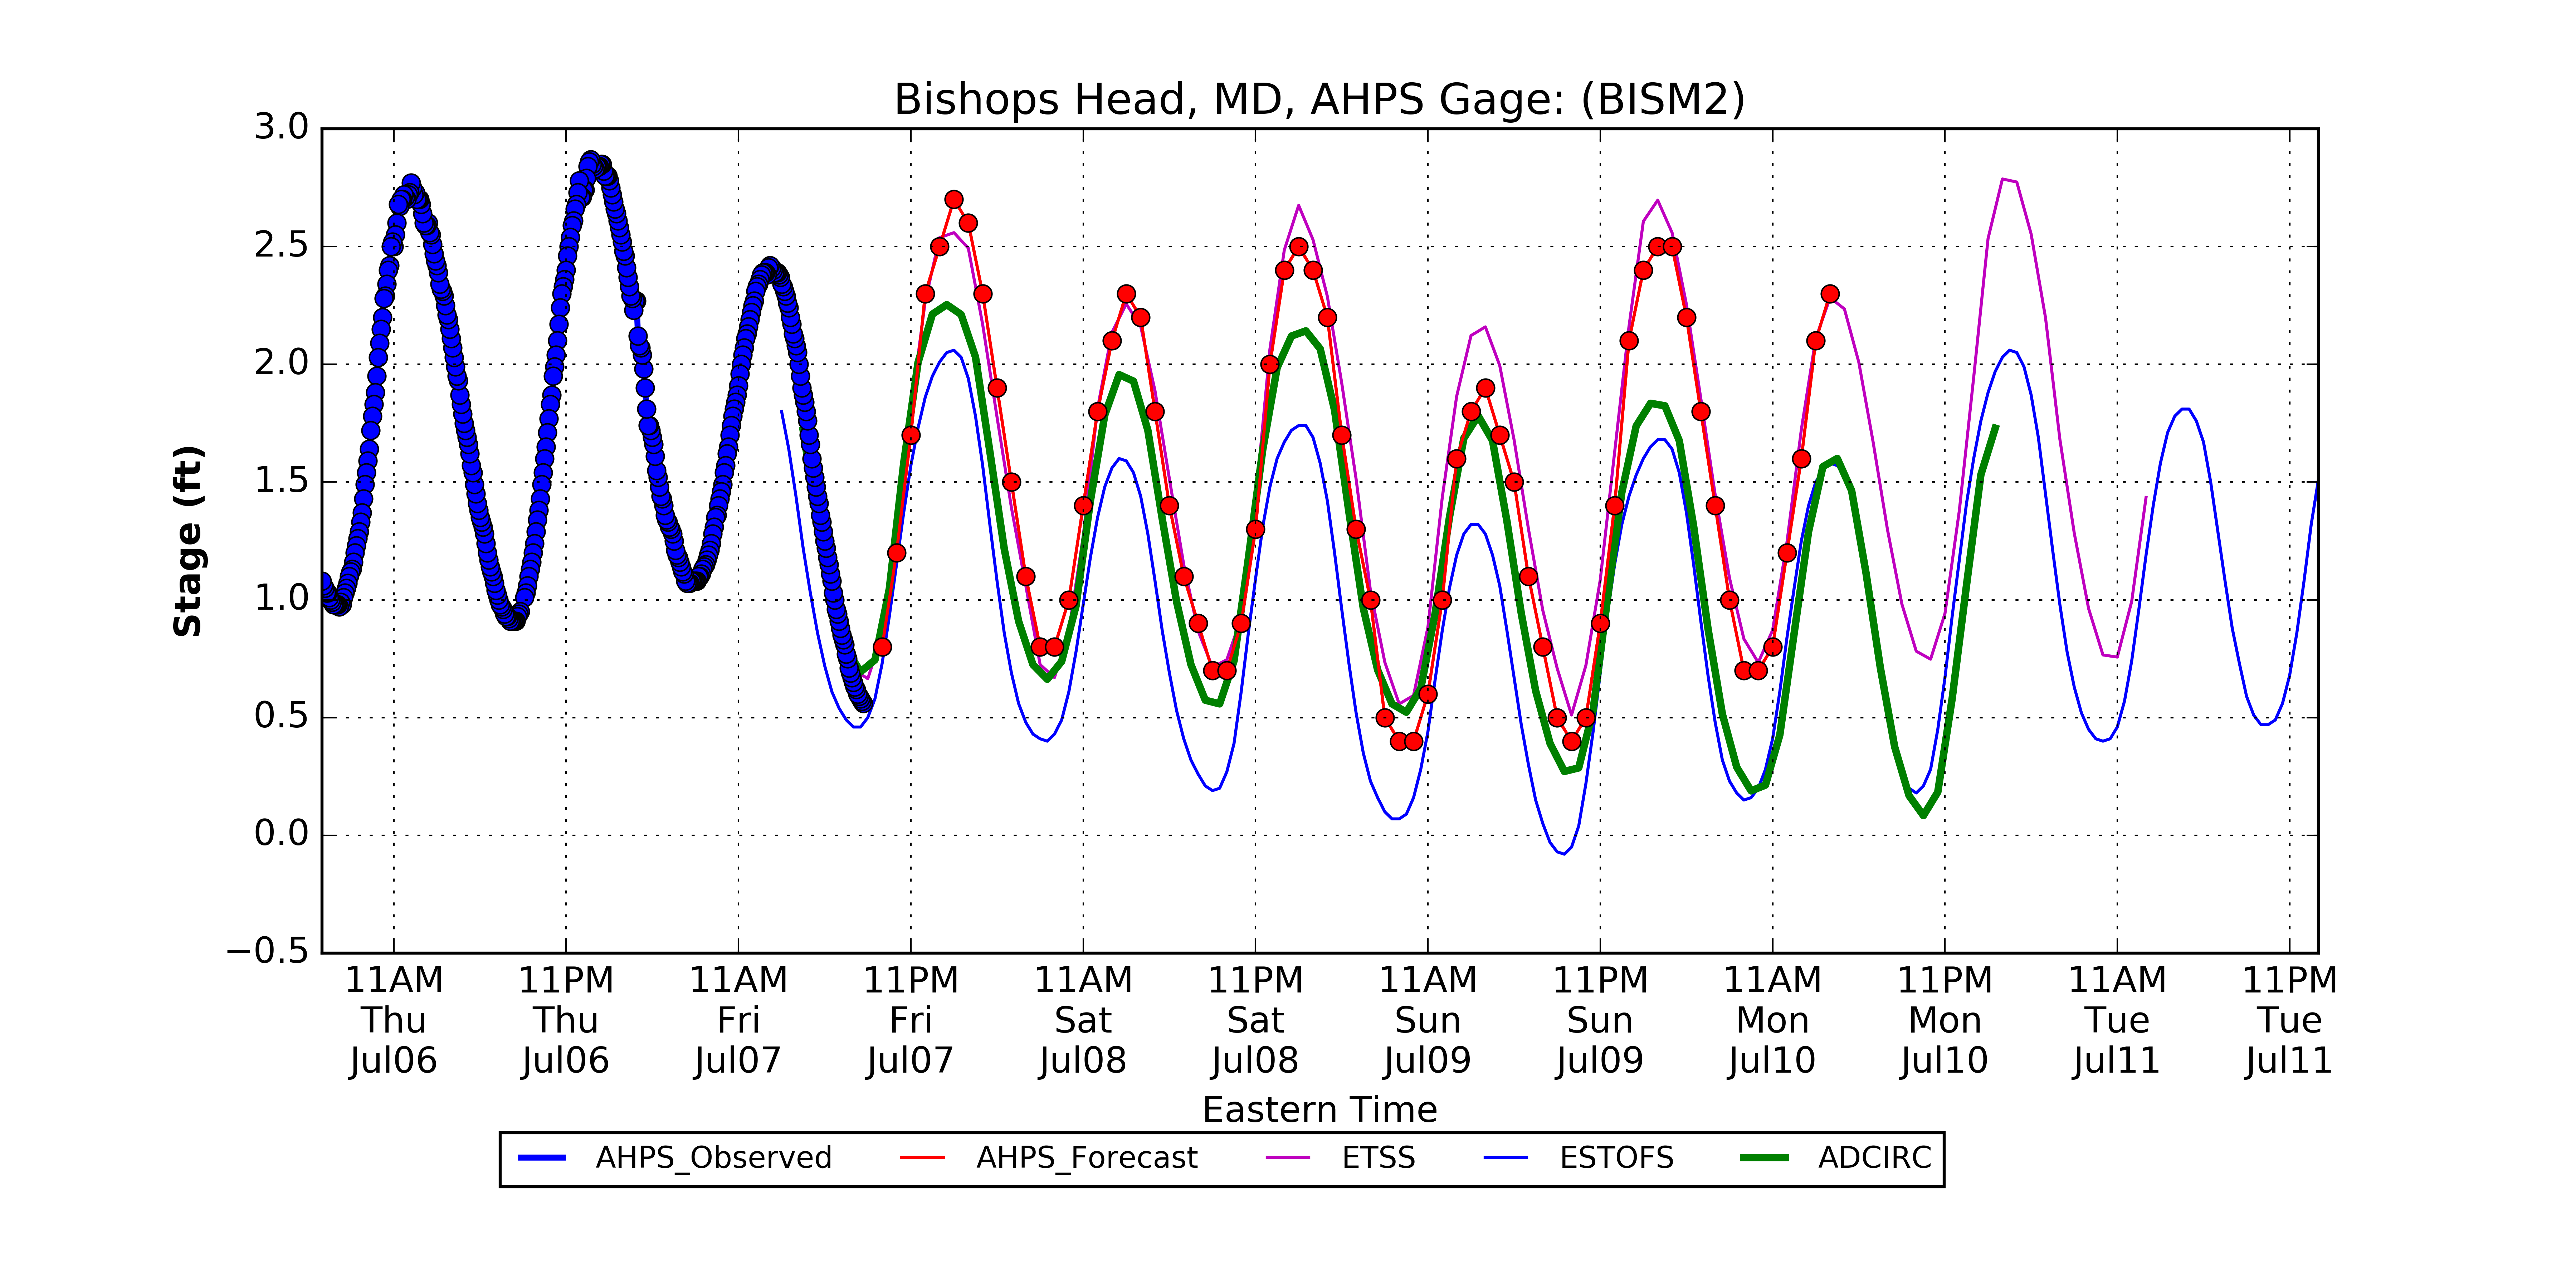 Bishops Head, MD, AHPS Gage: (BISM2)
3.0
2.5
2.0
1.5
1.0
0.5
0.0
−0.5
Stage (ft)
11AM 11PM 11AM 11PM 11AM 11PM 11AM 11PM 11AM 11PM 11AM 11PM
Thu Thu Fri Fri Sat Sat Sun Sun Mon Mon Tue Tue
Jul06 Jul06 Jul07 Jul07 Jul08 Jul08 Jul09 Jul09 Jul10 Jul10 Jul11 Jul11
Eastern Time
AHPS_Observed AHPS_Forecast ETSS ESTOFS ADCIRC